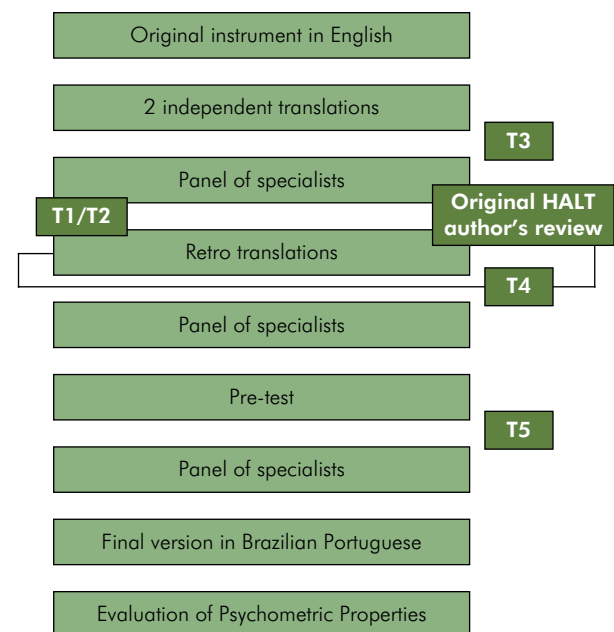 Original instrument in English
2 independent translations
T3
Panel of specialists
T1/T2
Original HALT
author's review
Retro translations
T4
Panel of specialists
Pre-test
T5
Panel of specialists
Final version in Brazilian Portuguese
Evaluation of Psychometric Properties